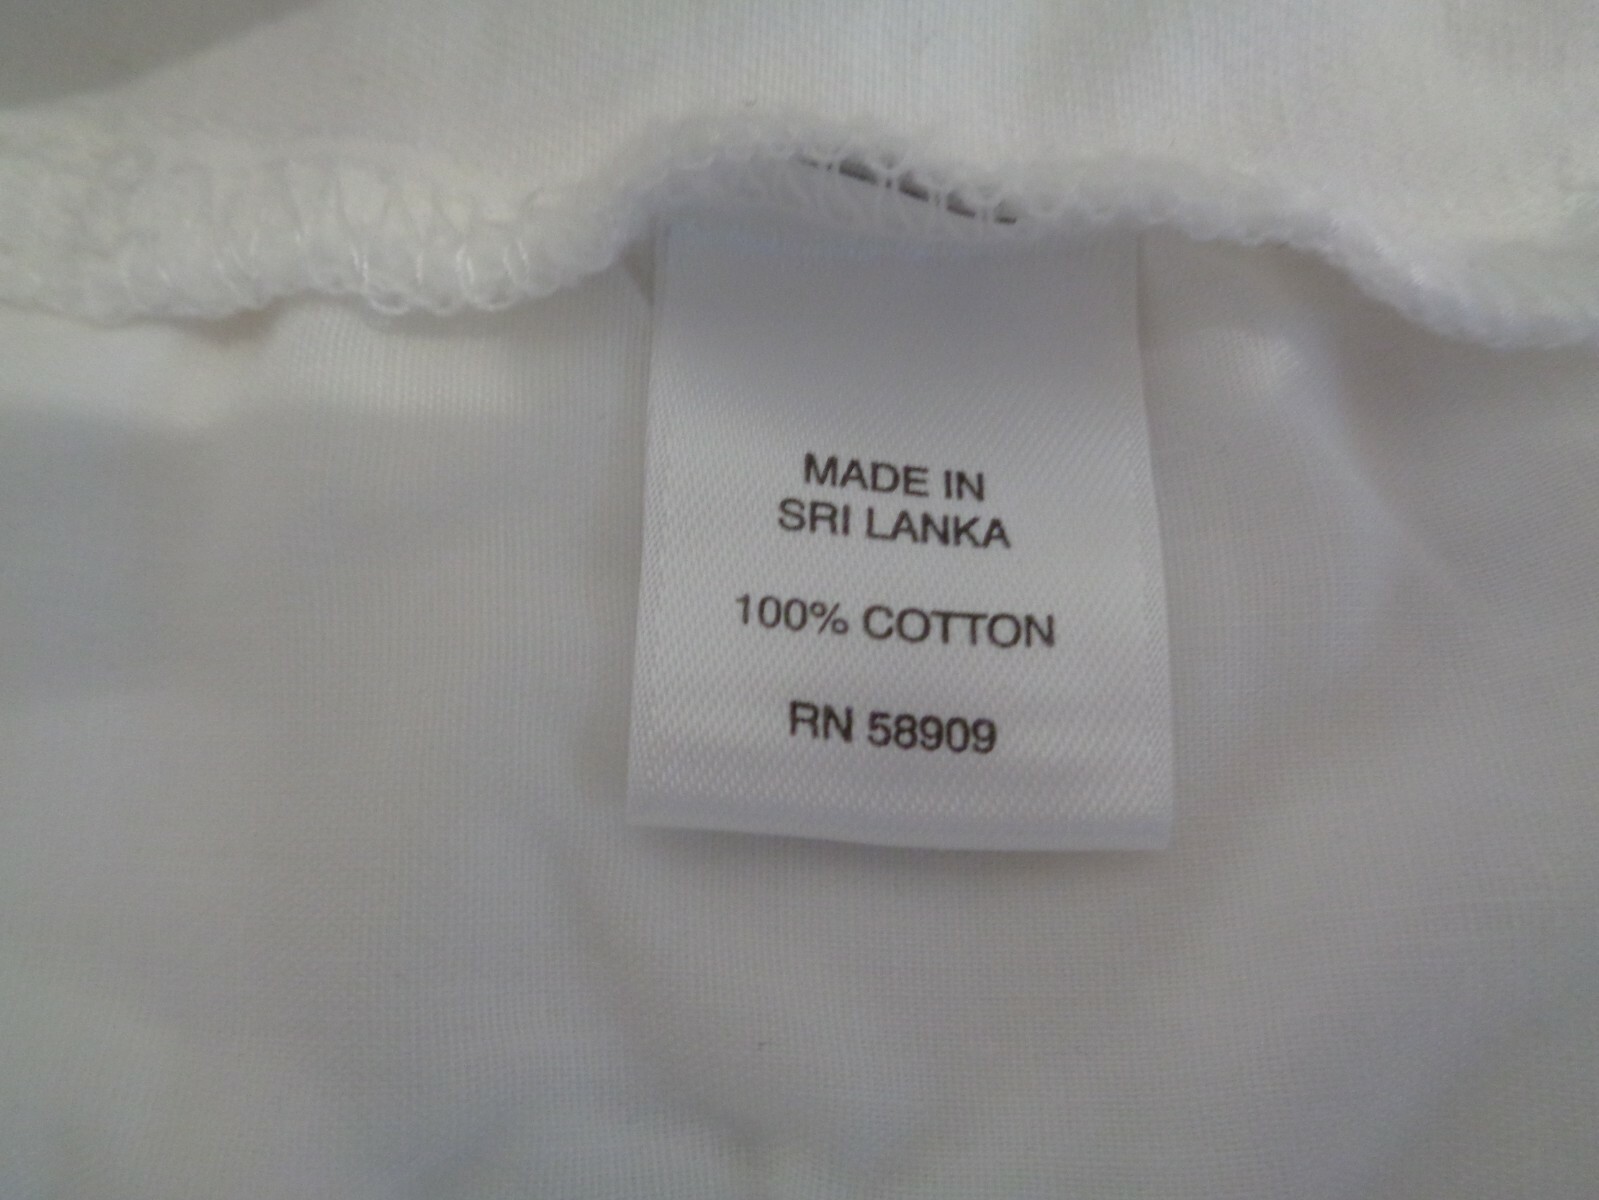 MADE IN
SRI LANKA
100% COTTON
RN 58909